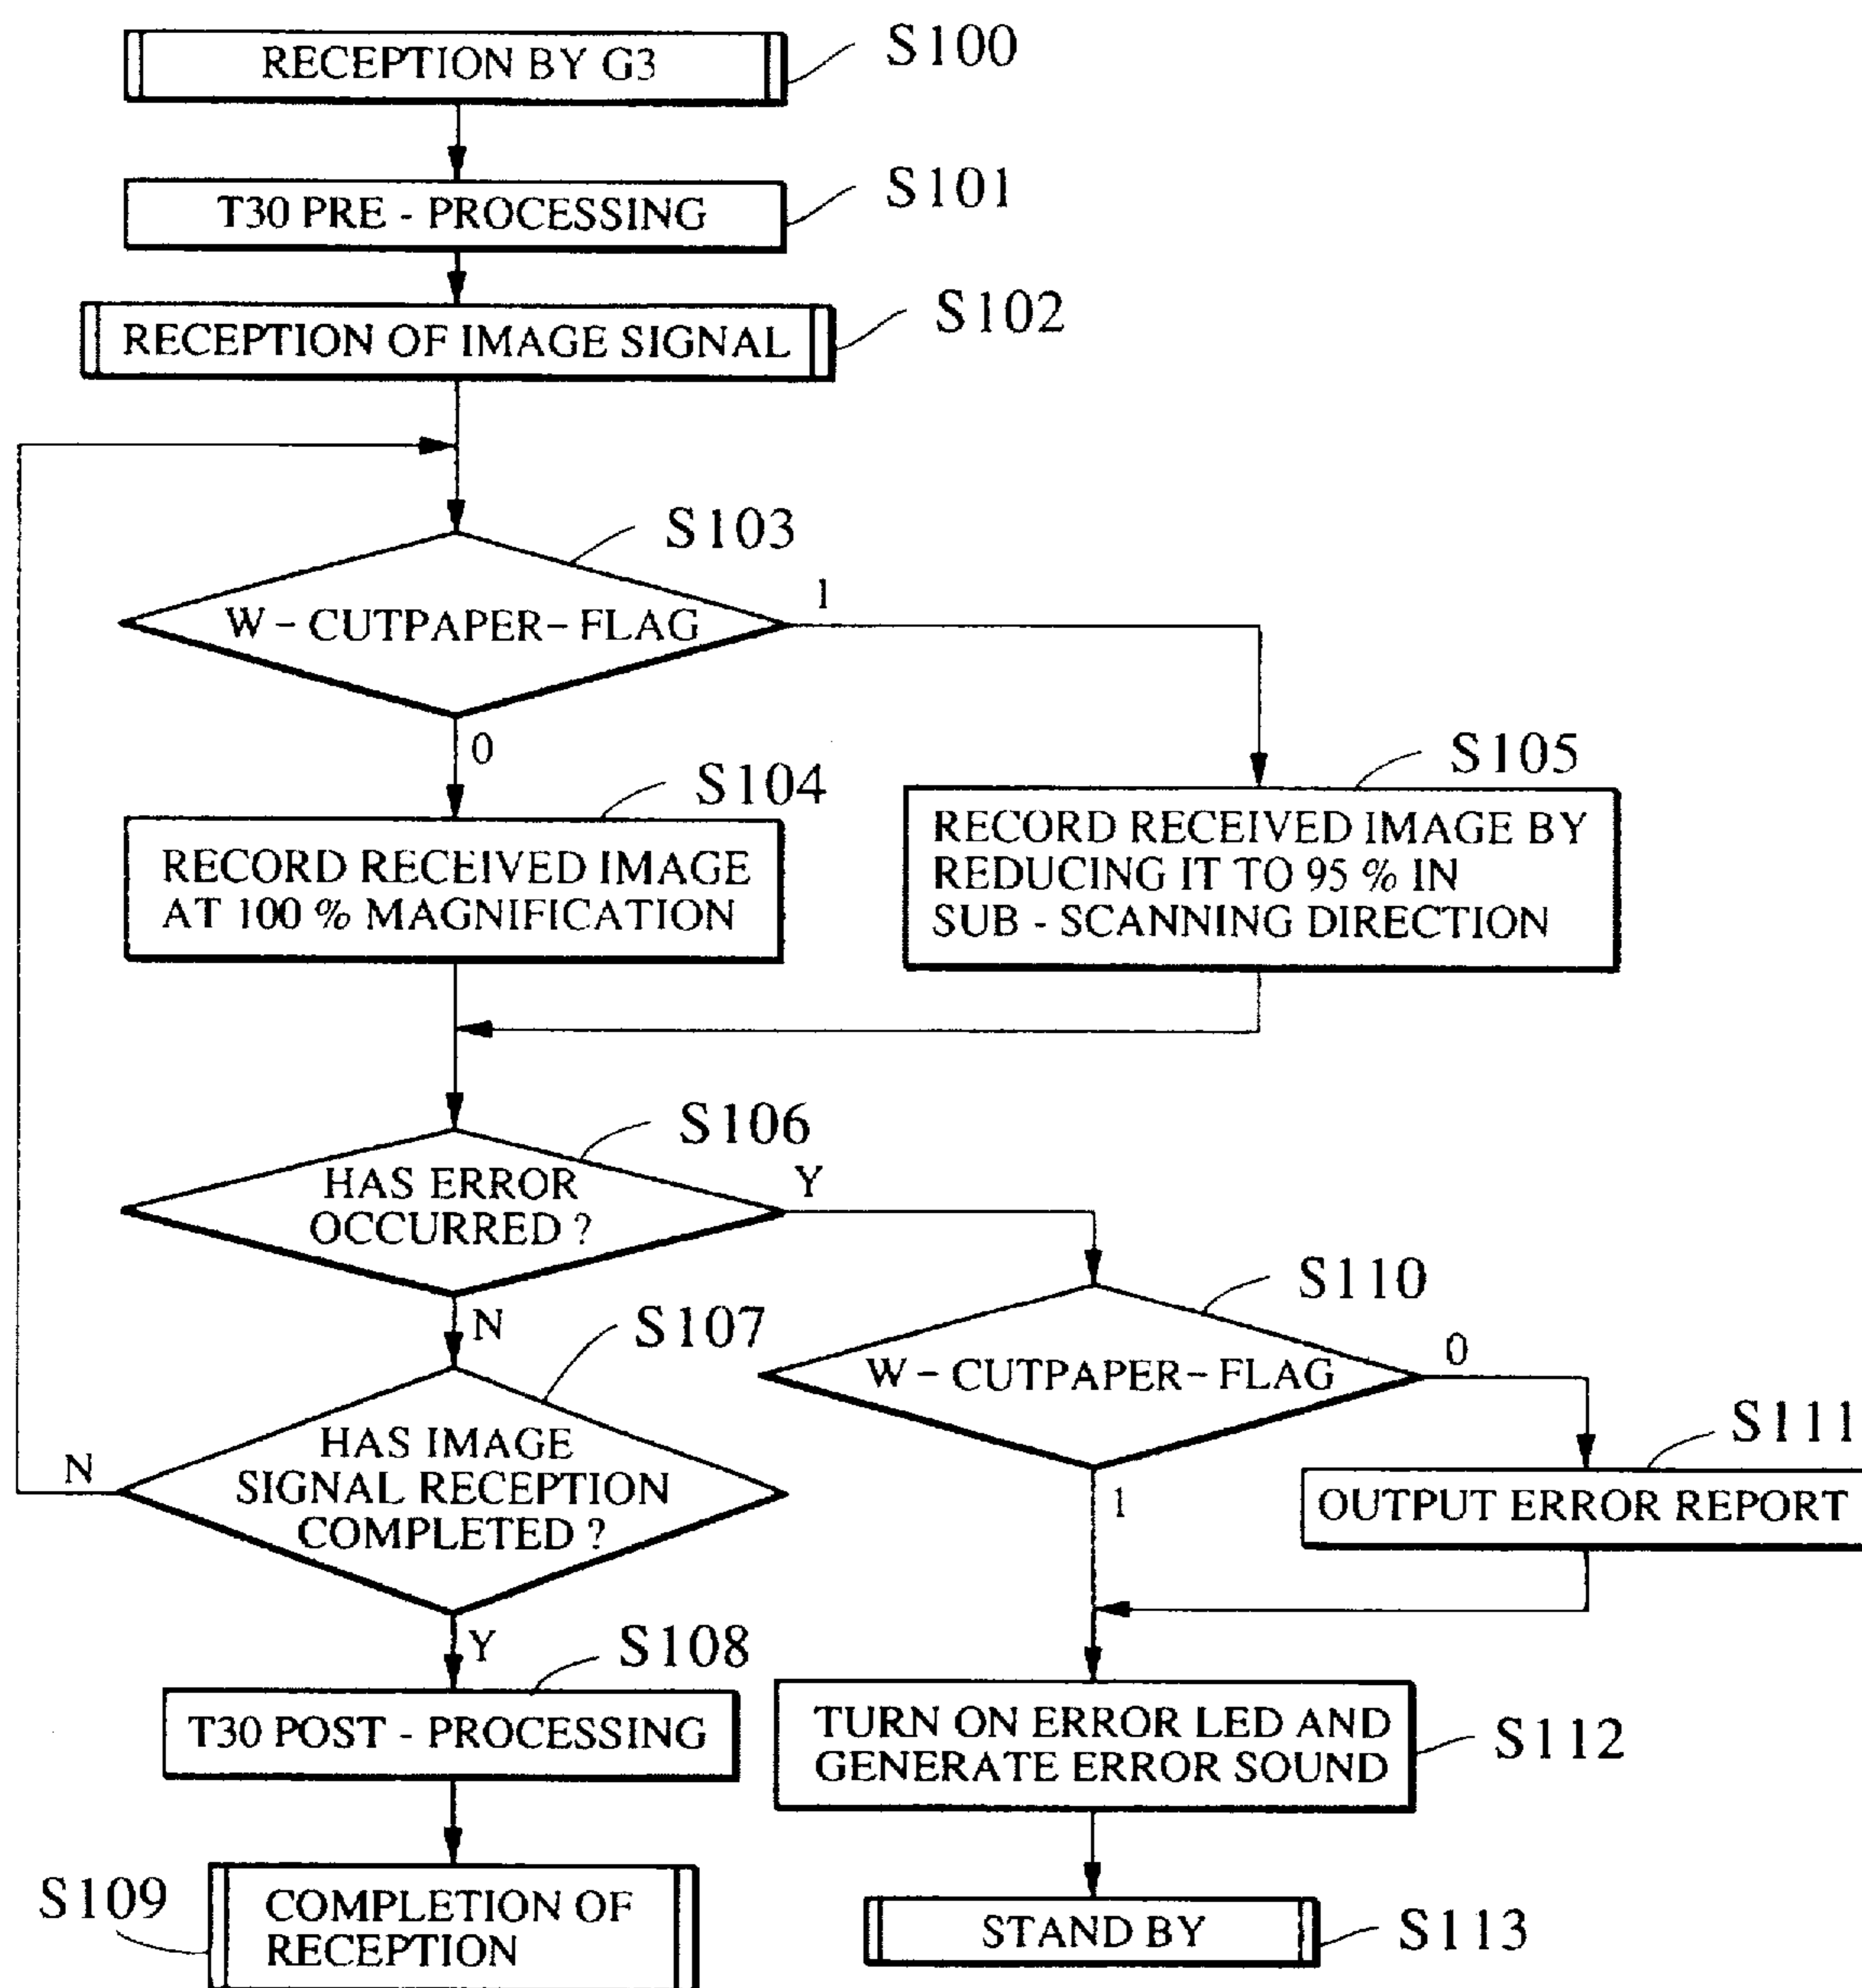 RECEPTION BY G3
S100
T30 PRE - PROCESSING
S101
RECEPTION OF IMAGE SIGNAL
S102
S103
W - CUTPAPER - FLAG
1
0
S104
RECORD RECEIVED IMAGE
AT 100 % MAGNIFICATION
S105
RECORD RECEIVED IMAGE BY
REDUCING IT TO 95 % IN
SUB - SCANNING DIRECTION
S106
HAS ERROR
OCCURRED ?
Y
N
S107
HAS IMAGE
SIGNAL RECEPTION
COMPLETED ?
N
Y
S110
W - CUTPAPER - FLAG
0
1
S111
OUTPUT ERROR REPORT
S108
T30 POST - PROCESSING
TURN ON ERROR LED AND
GENERATE ERROR SOUND
S112
S109
COMPLETION OF
RECEPTION
STAND BY
S113